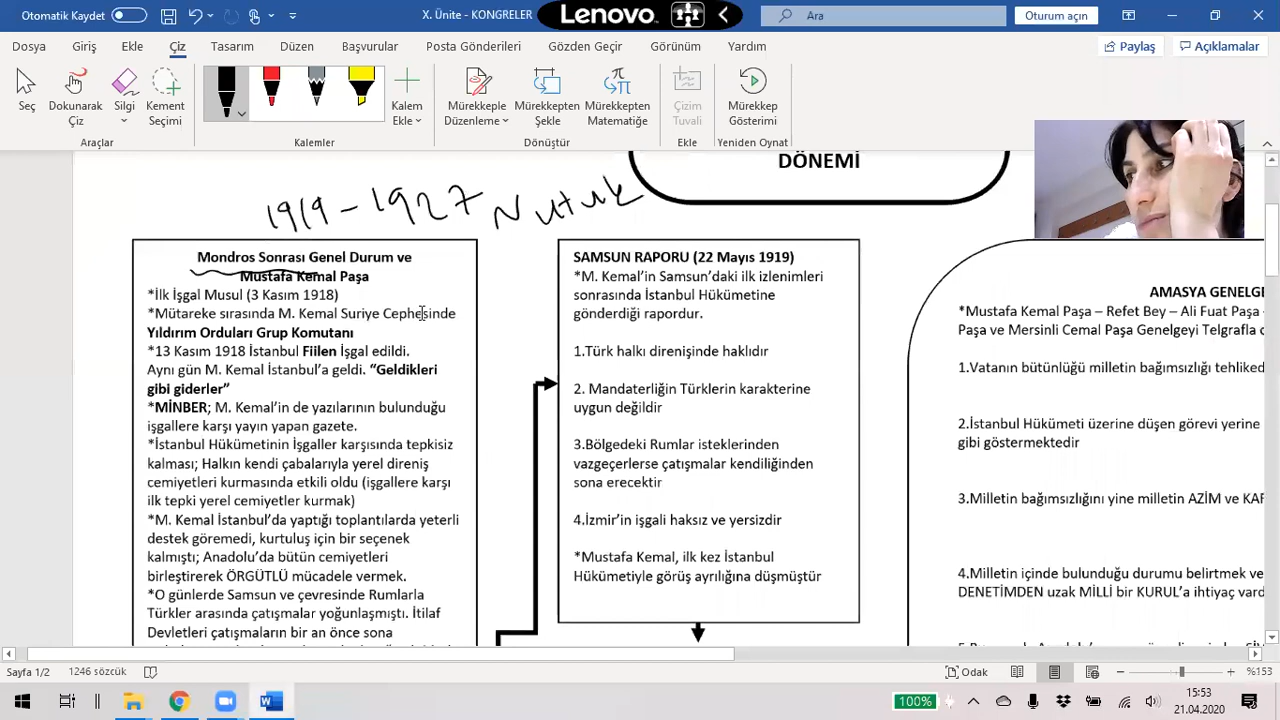 X. Ünite - KONGRELER
Lenovo
Otomatik Kaydet
Ara
Oturum açın
Dosya
Giriş
Ekle
Çiz
Tasarım
Düzen
Başvurular
Posta Gönderileri
Gözden Geçir
Görünüm
Yardım
Paylaş
Açıklamalar
Seç
Dokunarak Çiz
Silgi
Kement Seçimi
Kalem Ekle
Mürekkeple Düzenleme
Mürekkepten Şekle
Mürekkepten Matematiğe
Çizim Tuvali
Mürekkep Gösterimi
Araçlar
Kalemler
Dönüştür
Ekle
Yeniden Oynat
DÖNEMİ
1919 - 1927 Nutuk
Mondros Sonrası Genel Durum ve
Mustafa Kemal Paşa
*İlk İşgal Musul (3 Kasım 1918)
*Mütareke sırasında M. Kemal Suriye Cephesinde
Yıldırım Orduları Grup Komutanı
*13 Kasım 1918 İstanbul Fiilen İşgal edildi.
Aynı gün M. Kemal İstanbul'a geldi. “Geldikleri
gibi giderler”
*MİNBER; M. Kemal'in de yazılarının bulunduğu
işgallere karşı yayın yapan gazete.
*İstanbul Hükümetinin İşgaller karşısında tepkisiz
kalması; Halkın kendi çabalarıyla yerel direniş
cemiyetleri kurmasında etkili oldu (işgallere karşı
ilk tepki yerel cemiyetler kurmak)
*M. Kemal İstanbul'da yaptığı toplantılarda yeterli
destek göremedi, kurtuluş için bir seçenek
kalmıştı; Anadolu'da bütün cemiyetleri
birleştirerek ÖRGÜTLÜ mücadele vermek.
*O günlerde Samsun ve çevresinde Rumlarla
Türkler arasında çatışmalar yoğunlaşmıştı. İtilaf
Devletleri çatışmaların bir an önce sona
SAMSUN RAPORU (22 Mayıs 1919)
*M. Kemal'in Samsun'daki ilk izlenimleri
sonrasında İstanbul Hükümetine
gönderdiği rapordur.
1.Türk halkı direnişinde haklıdır
2. Mandaterliğin Türklerin karakterine
uygun değildir
3.Bölgedeki Rumlar isteklerinden
vazgeçerlerse çatışmalar kendiliğinden
sona erecektir
4.İzmir'in işgali haksız ve yersizdir
*Mustafa Kemal, ilk kez İstanbul
Hükümetiyle görüş ayrılığına düşmüştür
AMASYA GENELGE
*Mustafa Kemal Paşa – Refet Bey – Ali Fuat Paşa -
Paşa ve Mersinli Cemal Paşa Genelgeyi Telgrafla
1.Vatanın bütünlüğü milletin bağımsızlığı tehliked
2.İstanbul Hükümeti üzerine düşen görevi yerine
gibi göstermektedir
3.Milletin bağımsızlığını yine milletin AZİM ve KAF
4.Milletin içinde bulunduğu durumu belirtmek ve
DENETİMDEN uzak MİLLİ bir KURUL'a ihtiyaç vard
Sayfa 1/2
1246 sözcük
Odak
%153
100%
15:53
21.04.2020